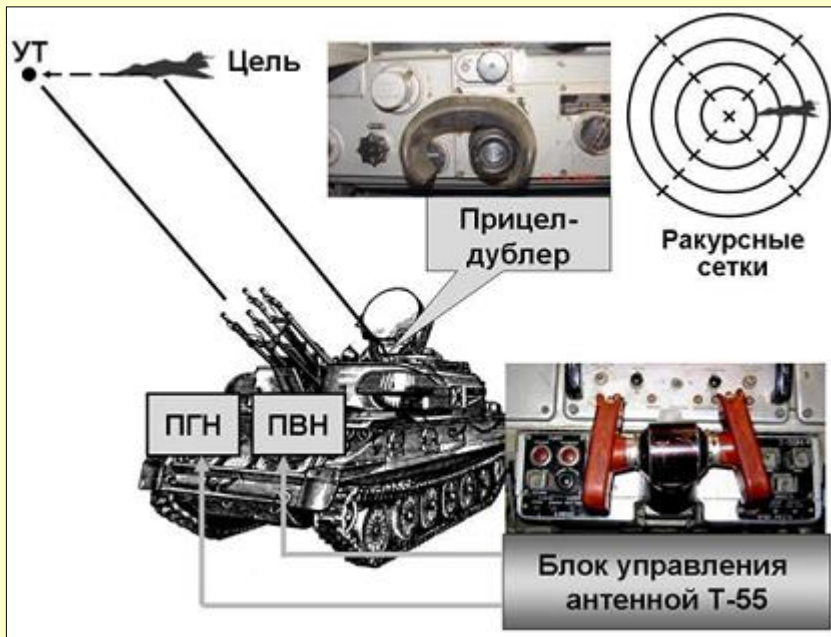 УТ
Цель
Прицел-
дублер
Ракурсные
сетки
ПГН
ПВН
Блок управления
антенной Т-55